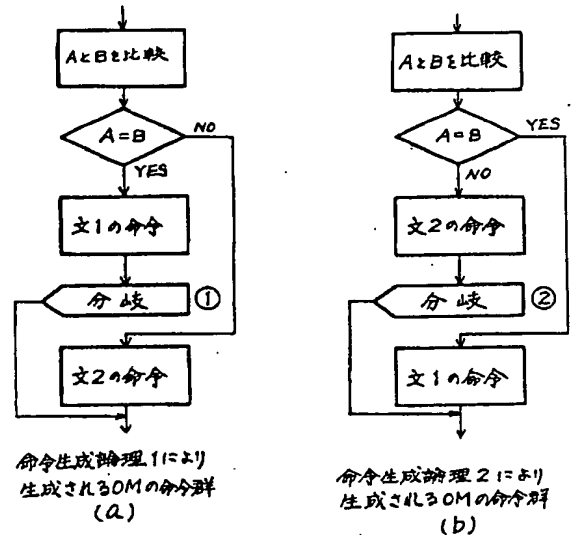 AとBを比較
A=B
NO
YES
文1の命令
分岐
①
文2の命令
命令生成論理1により
生成されるOMの命令群
(a)
AとBを比較
A=B
YES
NO
文2の命令
分岐
②
文1の命令
命令生成論理2により
生成されるOMの命令群
(b)